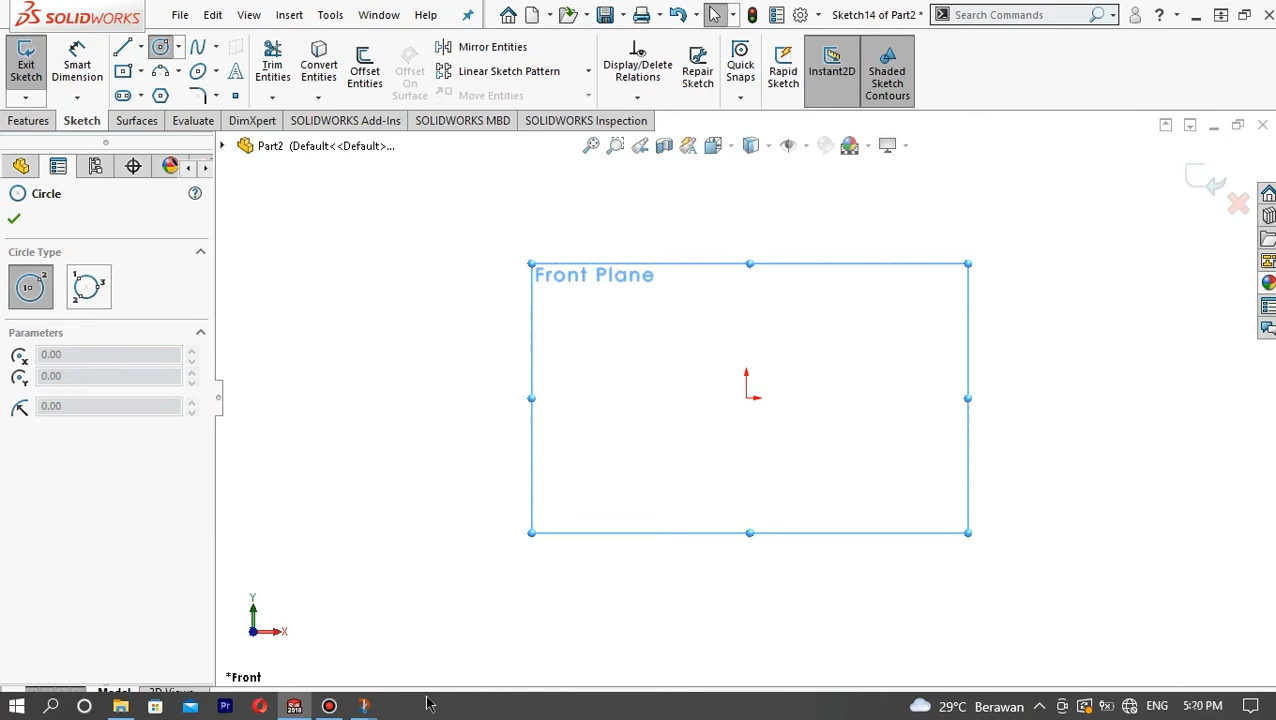 SOLIDWORKS
File Edit View Insert Tools Window Help
Sketch14 of Part2 *
Search Commands
Exit Sketch
Smart Dimension
Trim Entities
Convert Entities
Offset Entities
Offset On Surface
Mirror Entities
Linear Sketch Pattern
Move Entities
Display/Delete Relations
Repair Sketch
Quick Snaps
Rapid Sketch
Instant2D
Shaded Sketch Contours
Features Sketch Surfaces Evaluate DimXpert SOLIDWORKS Add-Ins SOLIDWORKS MBD SOLIDWORKS Inspection
Part2 (Default<<Default>...
Circle
Circle Type
Parameters
0.00
0.00
0.00
Front Plane
Y
X
*Front
Model
29°C Berawan
ENG
5:20 PM